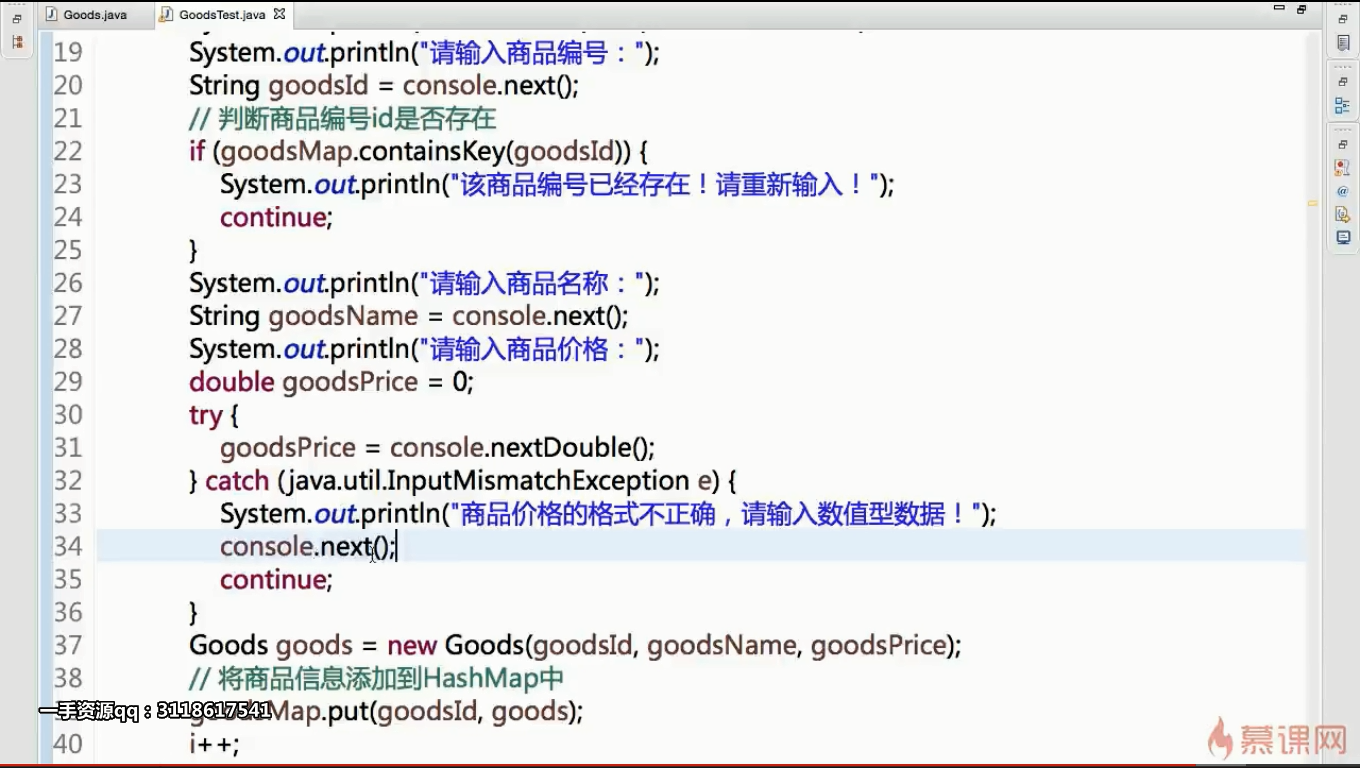 Goods.java GoodsTest.java
19 System.out.println("请输入商品编号：");
20 String goodsId = console.next();
21 // 判断商品编号id是否存在
22 if (goodsMap.containsKey(goodsId)) {
23 System.out.println("该商品编号已经存在！请重新输入！");
24 continue;
25 }
26 System.out.println("请输入商品名称：");
27 String goodsName = console.next();
28 System.out.println("请输入商品价格：");
29 double goodsPrice = 0;
30 try {
31 goodsPrice = console.nextDouble();
32 } catch (java.util.InputMismatchException e) {
33 System.out.println("商品价格的格式不正确，请输入数值型数据！");
34 console.next();
35 continue;
36 }
37 Goods goods = new Goods(goodsId, goodsName, goodsPrice);
38 // 将商品信息添加到HashMap中
一手资源qq：3118617541
Map.put(goodsId, goods);
40 i++;
慕课网